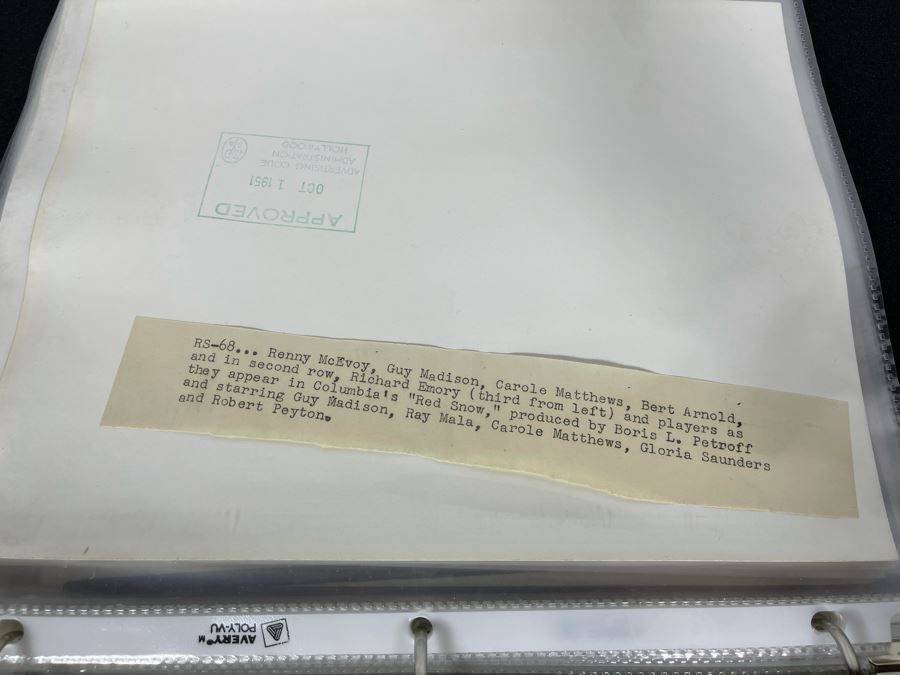 APPROVED
OCT 1 1951
ADVERTISING CODE
ADMINISTRATION
HOLLYWOOD
RS-68... Renny McEvoy, Guy Madison, Carole Matthews, Bert Arnold,
and in second row, Richard Emory (third from left) and players as
they appear in Columbia's "Red Snow," produced by Boris L. Petroff
and starring Guy Madison, Ray Mala, Carole Matthews, Gloria Saunders
and Robert Peyton.
AVERY™
POLY-VU